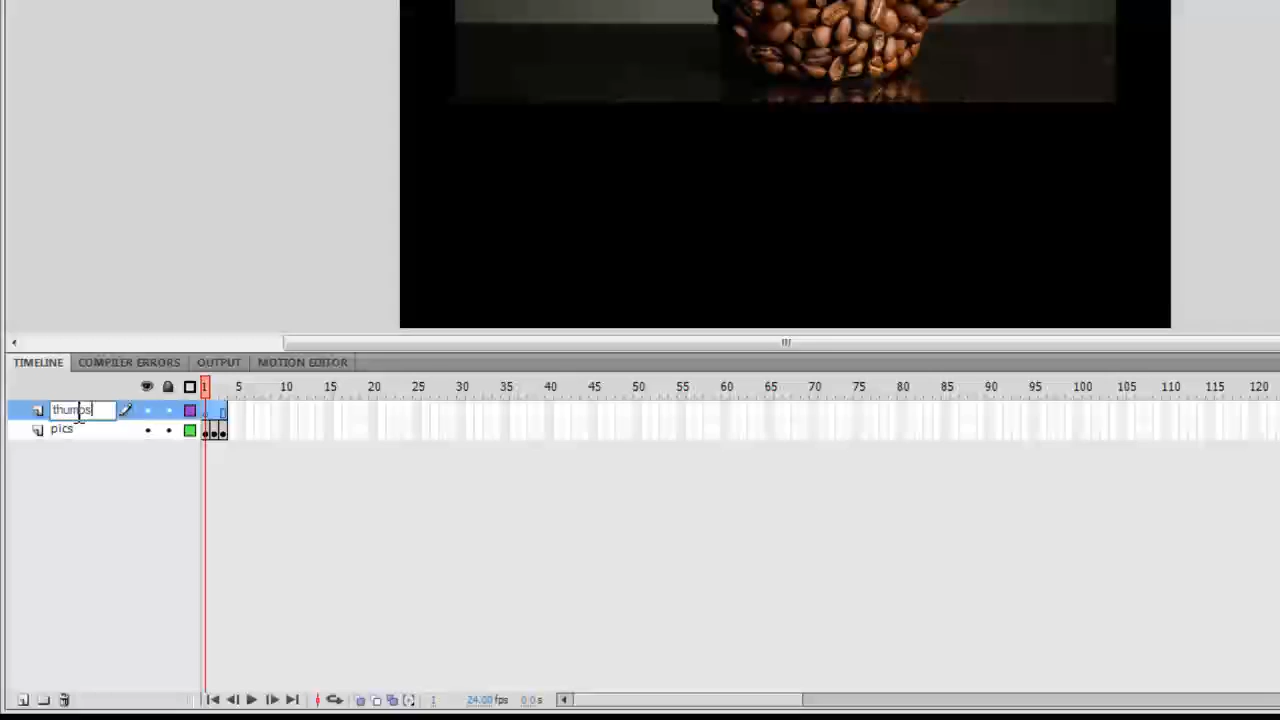 TIMELINE COMPILER ERRORS OUTPUT MOTION EDITOR
1 5 10 15 20 25 30 35 40 45 50 55 60 65 70 75 80 85 90 95 100 105 110 115 120
thumbs
pics
24.00 fps 0.0 s